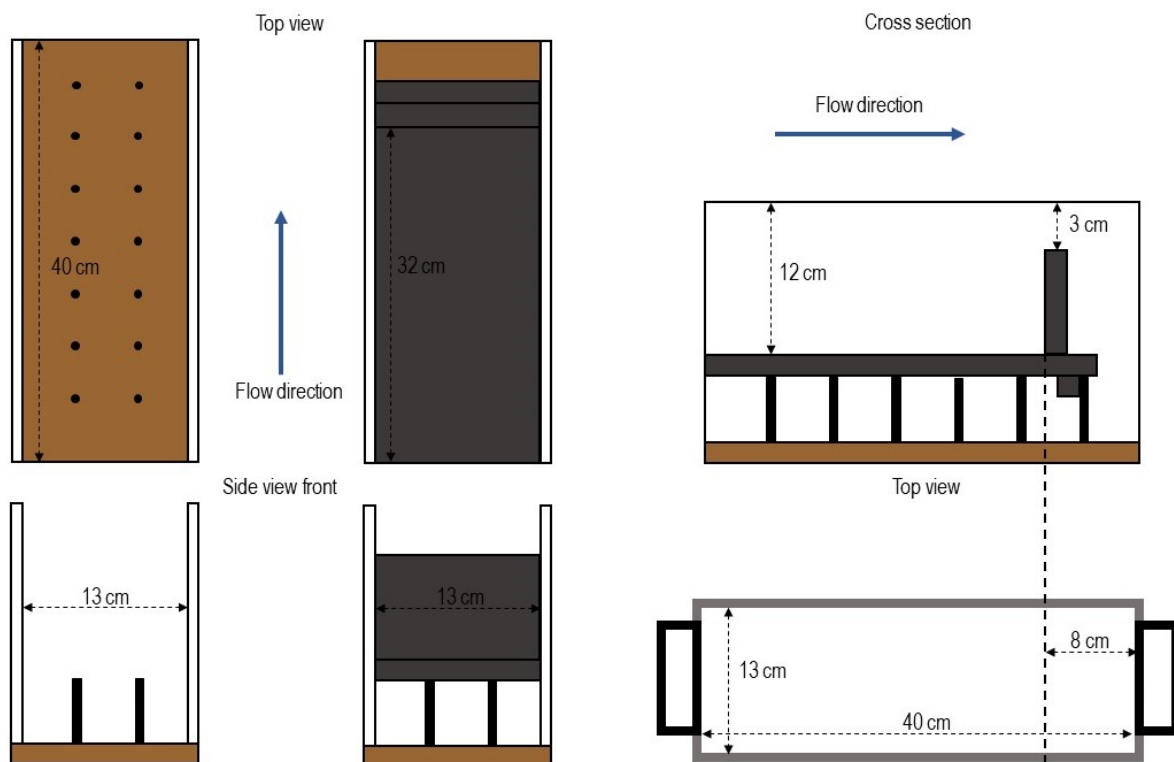 Top view
40 cm
Flow direction
32 cm
Side view front
13 cm
13 cm
Cross section
Flow direction
12 cm
3 cm
Top view
13 cm
8 cm
40 cm